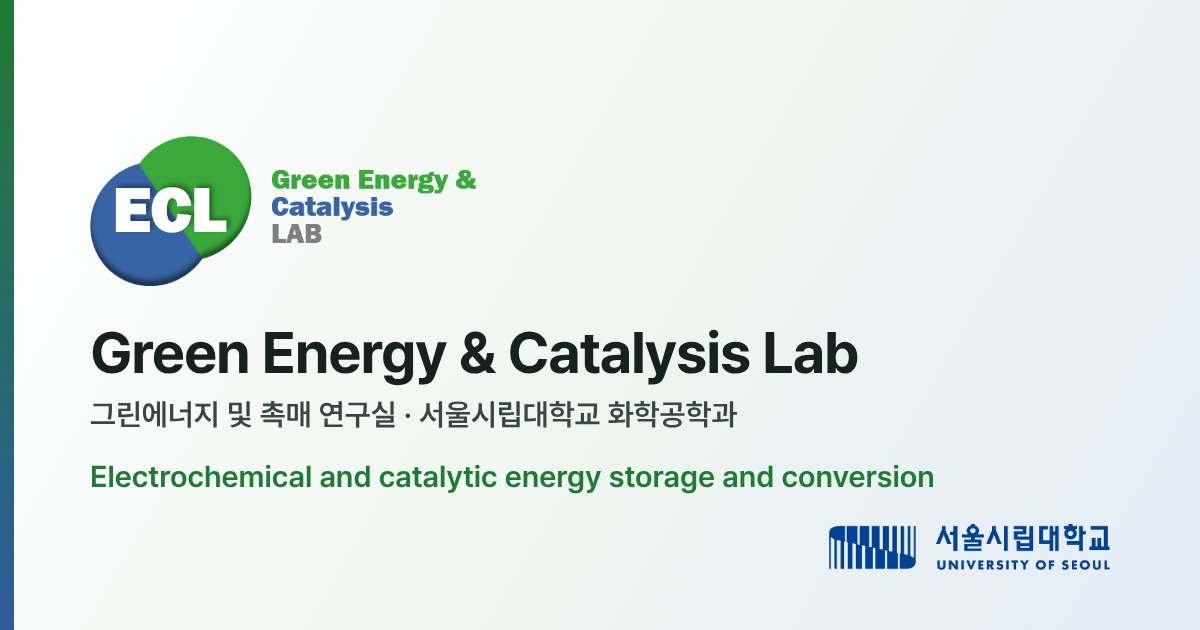 ECL
Green Energy &
Catalysis
LAB
Green Energy & Catalysis Lab
그린에너지 및 촉매 연구실 · 서울시립대학교 화학공학과
Electrochemical and catalytic energy storage and conversion
서울시립대학교
UNIVERSITY OF SEOUL